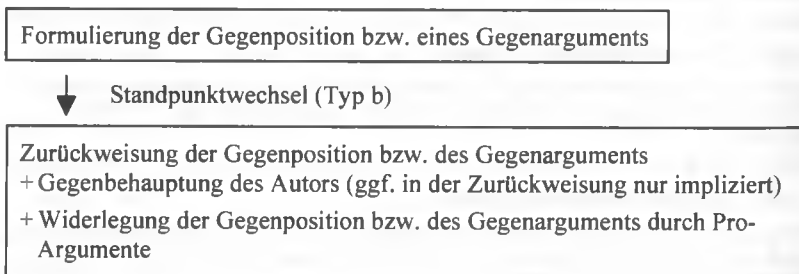 Formulierung der Gegenposition bzw. eines Gegenarguments
Standpunktwechsel (Typ b)
Zurückweisung der Gegenposition bzw. des Gegenarguments
+ Gegenbehauptung des Autors (ggf. in der Zurückweisung nur impliziert)
+ Widerlegung der Gegenposition bzw. des Gegenarguments durch Pro-
Argumente